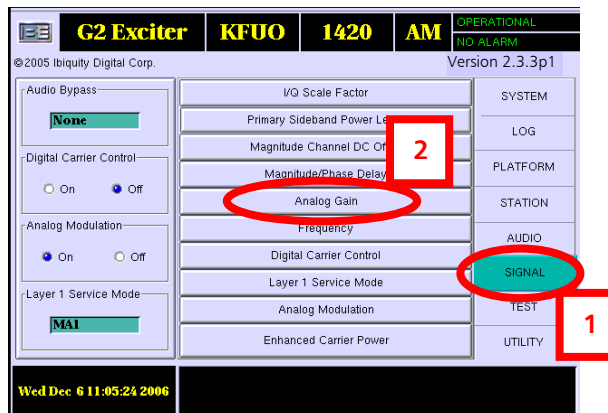 BE G2 Exciter KFUO 1420 AM OPERATIONAL
NO ALARM
©2005 Ibiquity Digital Corp. Version 2.3.3p1
Audio Bypass
None
Digital Carrier Control
On Off
Analog Modulation
On Off
Layer 1 Service Mode
MA1
I/Q Scale Factor
Primary Sideband Power Le
Magnitude Channel DC Of
Magnitude/Phase Delay
Analog Gain
Frequency
Digital Carrier Control
Layer 1 Service Mode
Analog Modulation
Enhanced Carrier Power
2
SYSTEM
LOG
PLATFORM
STATION
AUDIO
SIGNAL
TEST
UTILITY
1
Wed Dec 6 11:05:24 2006